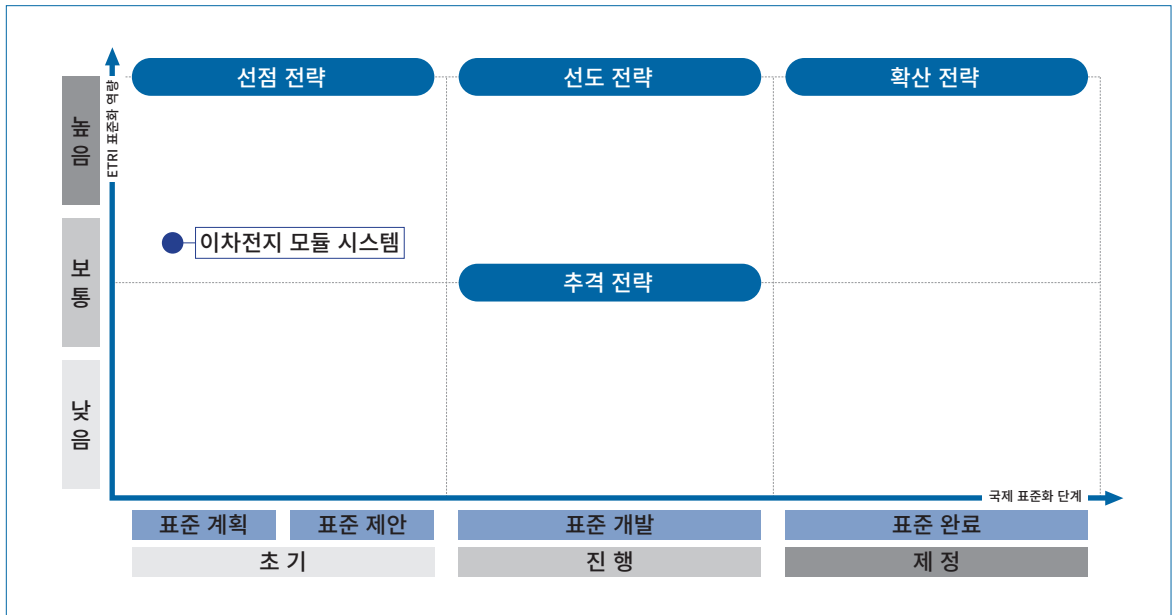 선점 전략
선도 전략
확산 전략
ETRI 표준화 역량
높음
이차전지 모듈 시스템
보통
추격 전략
낮음
국제 표준화 단계
표준 계획
표준 제안
표준 개발
표준 완료
초 기
진 행
제 정